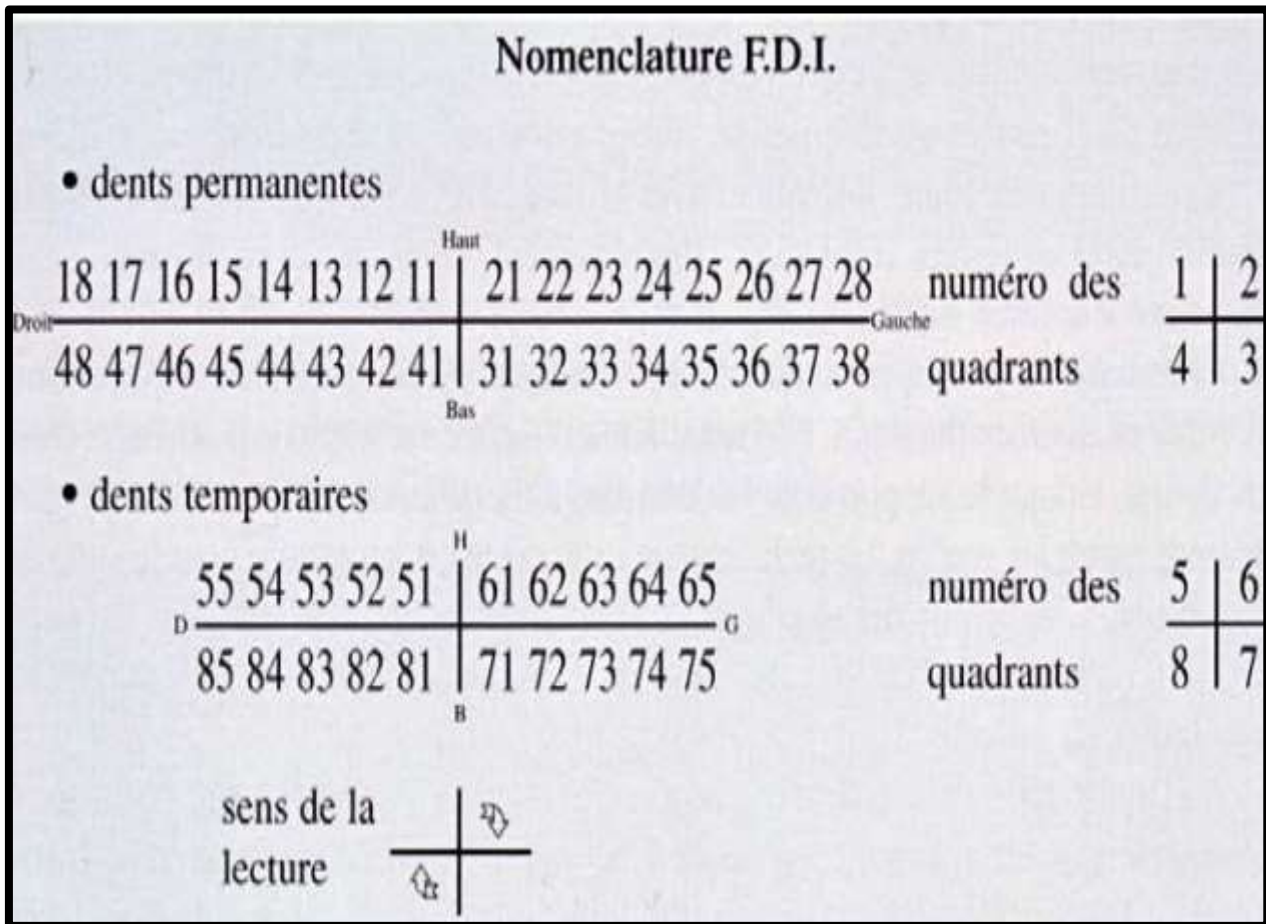 Nomenclature F.D.I.
• dents permanentes
Haut
18 17 16 15 14 13 12 11 | 21 22 23 24 25 26 27 28 numéro des 1 | 2
Droit Gauche
48 47 46 45 44 43 42 41 | 31 32 33 34 35 36 37 38 quadrants 4 | 3
Bas
• dents temporaires
H
55 54 53 52 51 | 61 62 63 64 65 numéro des 5 | 6
D G
85 84 83 82 81 | 71 72 73 74 75 quadrants 8 | 7
B
sens de la
lecture